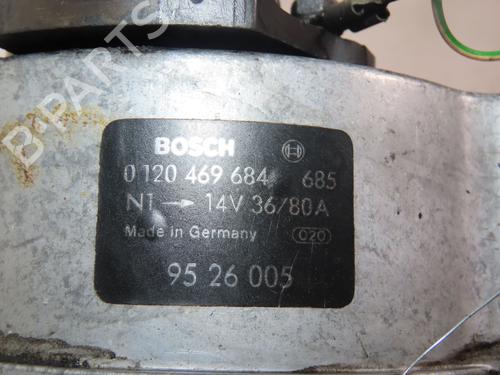 B-PARTS
BOSCH
0 120 469 684 685
N1 → 14V 36/80A
Made in Germany 020
95 26 005